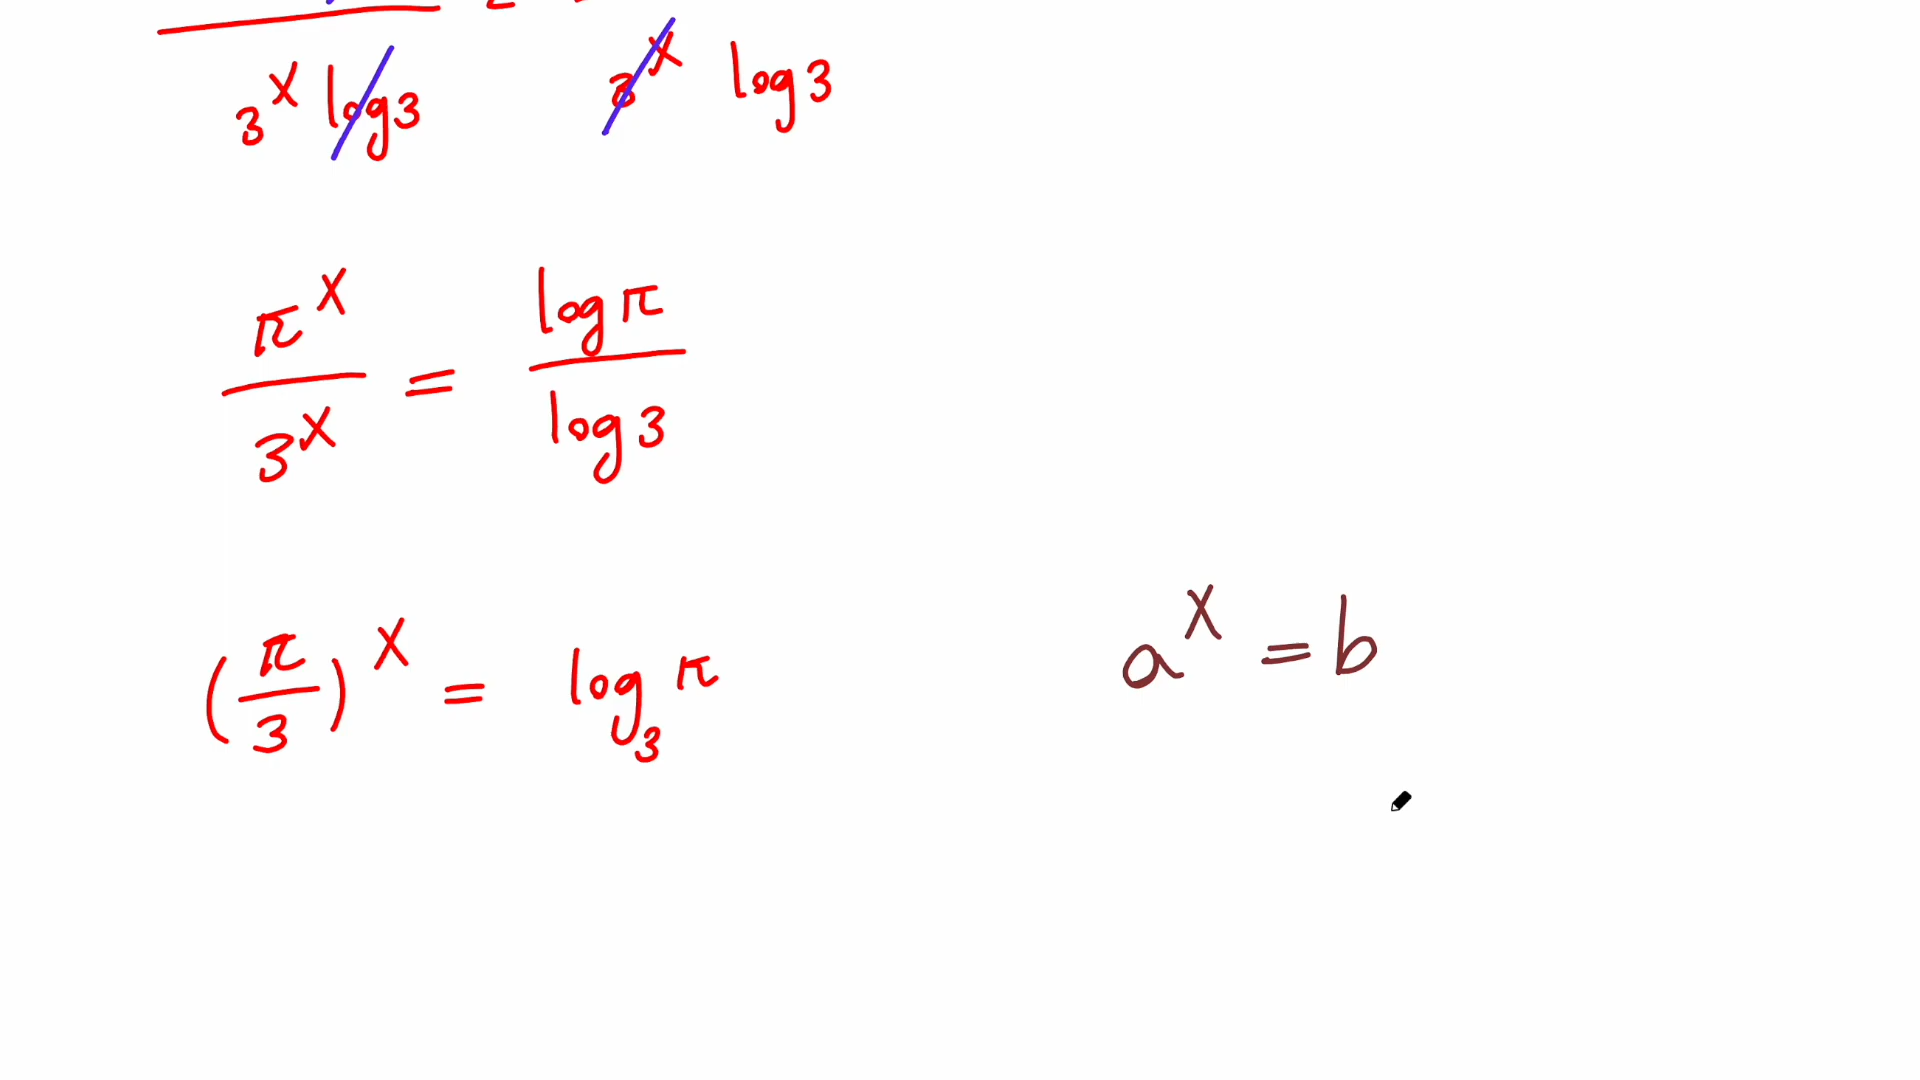 3^x log3   3^x log3
π^x / 3^x = logπ / log3
(π/3)^x = log_3 π
a^x = b